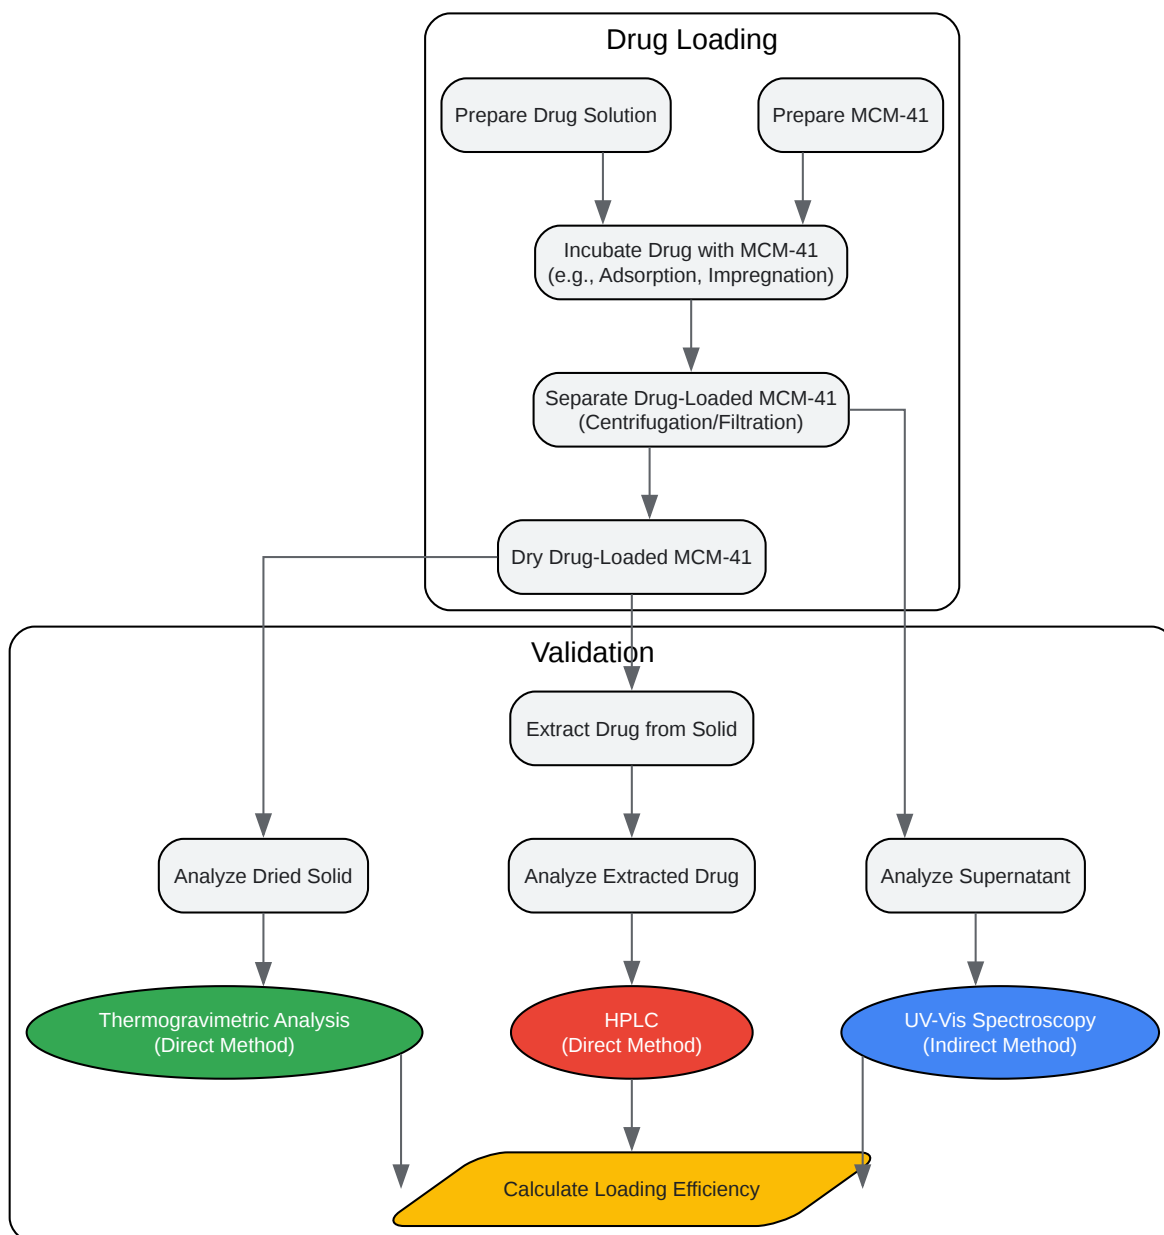 Drug Loading
Prepare Drug Solution
Prepare MCM-41
Incubate Drug with MCM-41
(e.g., Adsorption, Impregnation)
Separate Drug-Loaded MCM-41
(Centrifugation/Filtration)
Dry Drug-Loaded MCM-41
Validation
Extract Drug from Solid
Analyze Dried Solid
Analyze Extracted Drug
Analyze Supernatant
Thermogravimetric Analysis
(Direct Method)
HPLC
(Direct Method)
UV-Vis Spectroscopy
(Indirect Method)
Calculate Loading Efficiency